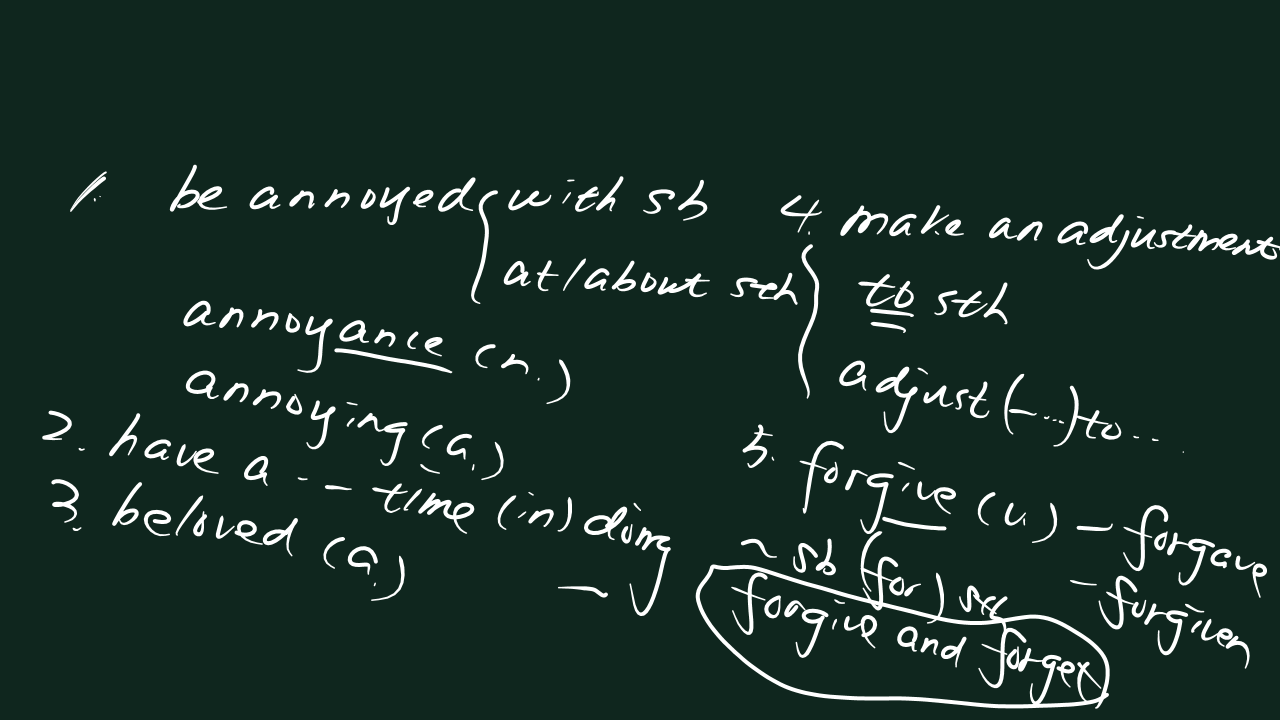 1. be annoyed { with sb
at/about sth
annoyance (n.)
annoying (a.)
2. have a --- time (in) doing
3. beloved (a.)
4. make an adjustments
to sth
adjust (-...) to ...
5. forgive (v.) - forgave
- forgiven
~ sb (for) sth
forgive and forget